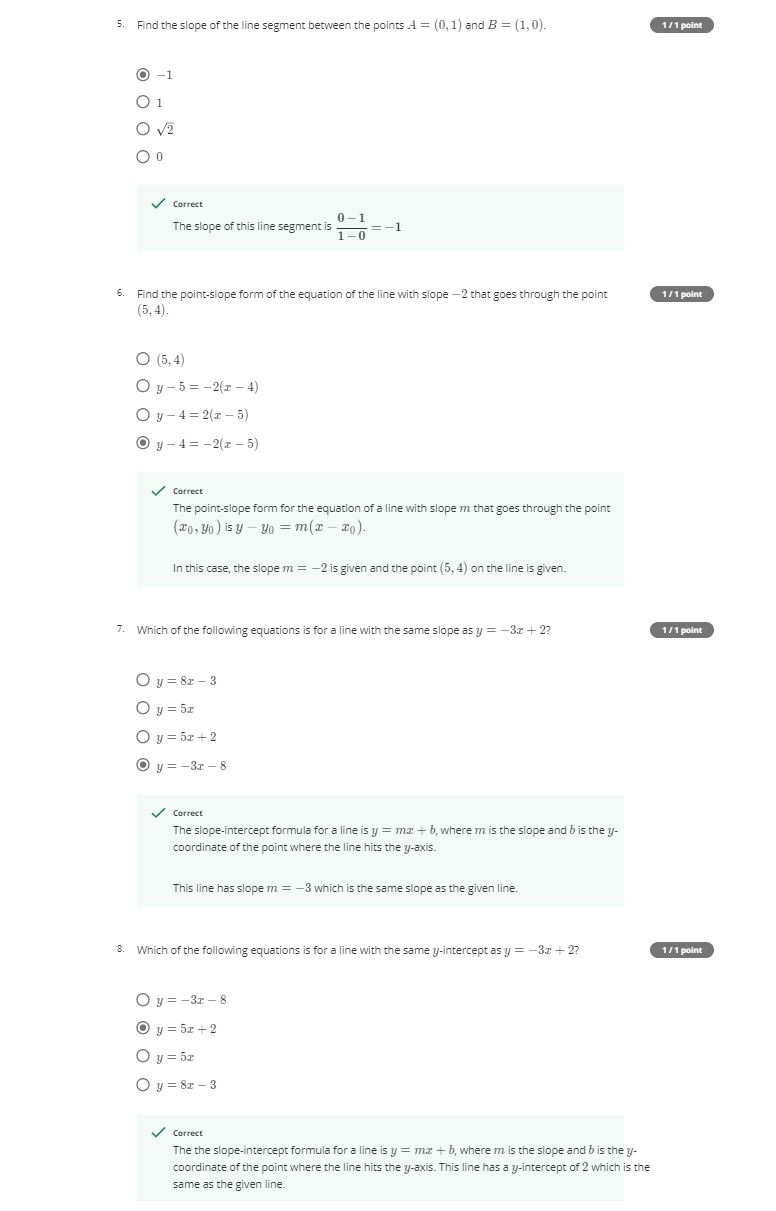 5. Find the slope of the line segment between the points A = (0, 1) and B = (1, 0). 1 / 1 point
−1
1
√2
0
Correct
The slope of this line segment is (0 − 1)/(1 − 0) = −1
6. Find the point-slope form of the equation of the line with slope −2 that goes through the point 1 / 1 point
(5, 4).
(5, 4)
y − 5 = −2(x − 4)
y − 4 = 2(x − 5)
y − 4 = −2(x − 5)
Correct
The point-slope form for the equation of a line with slope m that goes through the point
(x₀, y₀) is y − y₀ = m(x − x₀).
In this case, the slope m = −2 is given and the point (5, 4) on the line is given.
7. Which of the following equations is for a line with the same slope as y = −3x + 2? 1 / 1 point
y = 8x − 3
y = 5x
y = 5x + 2
y = −3x − 8
Correct
The slope-intercept formula for a line is y = mx + b, where m is the slope and b is the y-
coordinate of the point where the line hits the y-axis.
This line has slope m = −3 which is the same slope as the given line.
8. Which of the following equations is for a line with the same y-intercept as y = −3x + 2? 1 / 1 point
y = −3x − 8
y = 5x + 2
y = 5x
y = 8x − 3
Correct
The the slope-intercept formula for a line is y = mx + b, where m is the slope and b is the y-
coordinate of the point where the line hits the y-axis. This line has a y-intercept of 2 which is the
same as the given line.